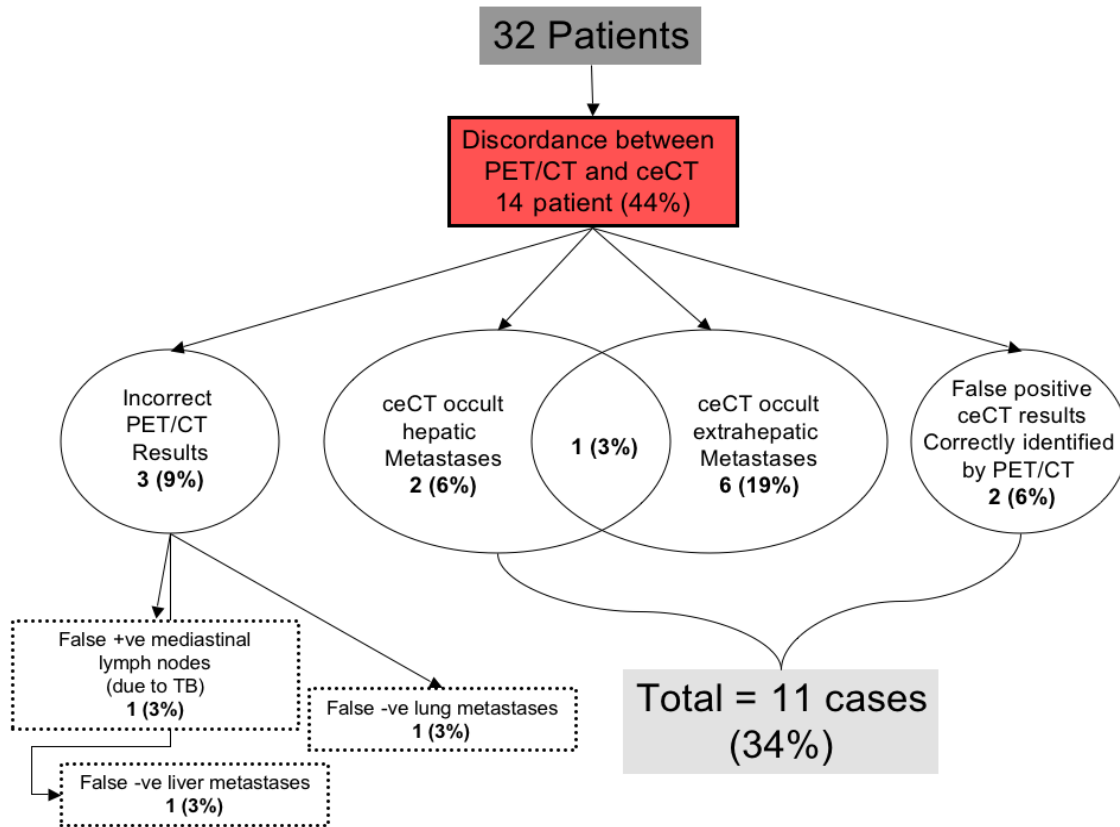 32 Patients
Discordance between
PET/CT and ceCT
14 patient (44%)
Incorrect
PET/CT
Results
3 (9%)
ceCT occult
hepatic
Metastases
2 (6%)
1 (3%)
ceCT occult
extrahepatic
Metastases
6 (19%)
False positive
ceCT results
Correctly identified
by PET/CT
2 (6%)
False +ve mediastinal
lymph nodes
(due to TB)
1 (3%)
False -ve lung metastases
1 (3%)
False -ve liver metastases
1 (3%)
Total = 11 cases
(34%)